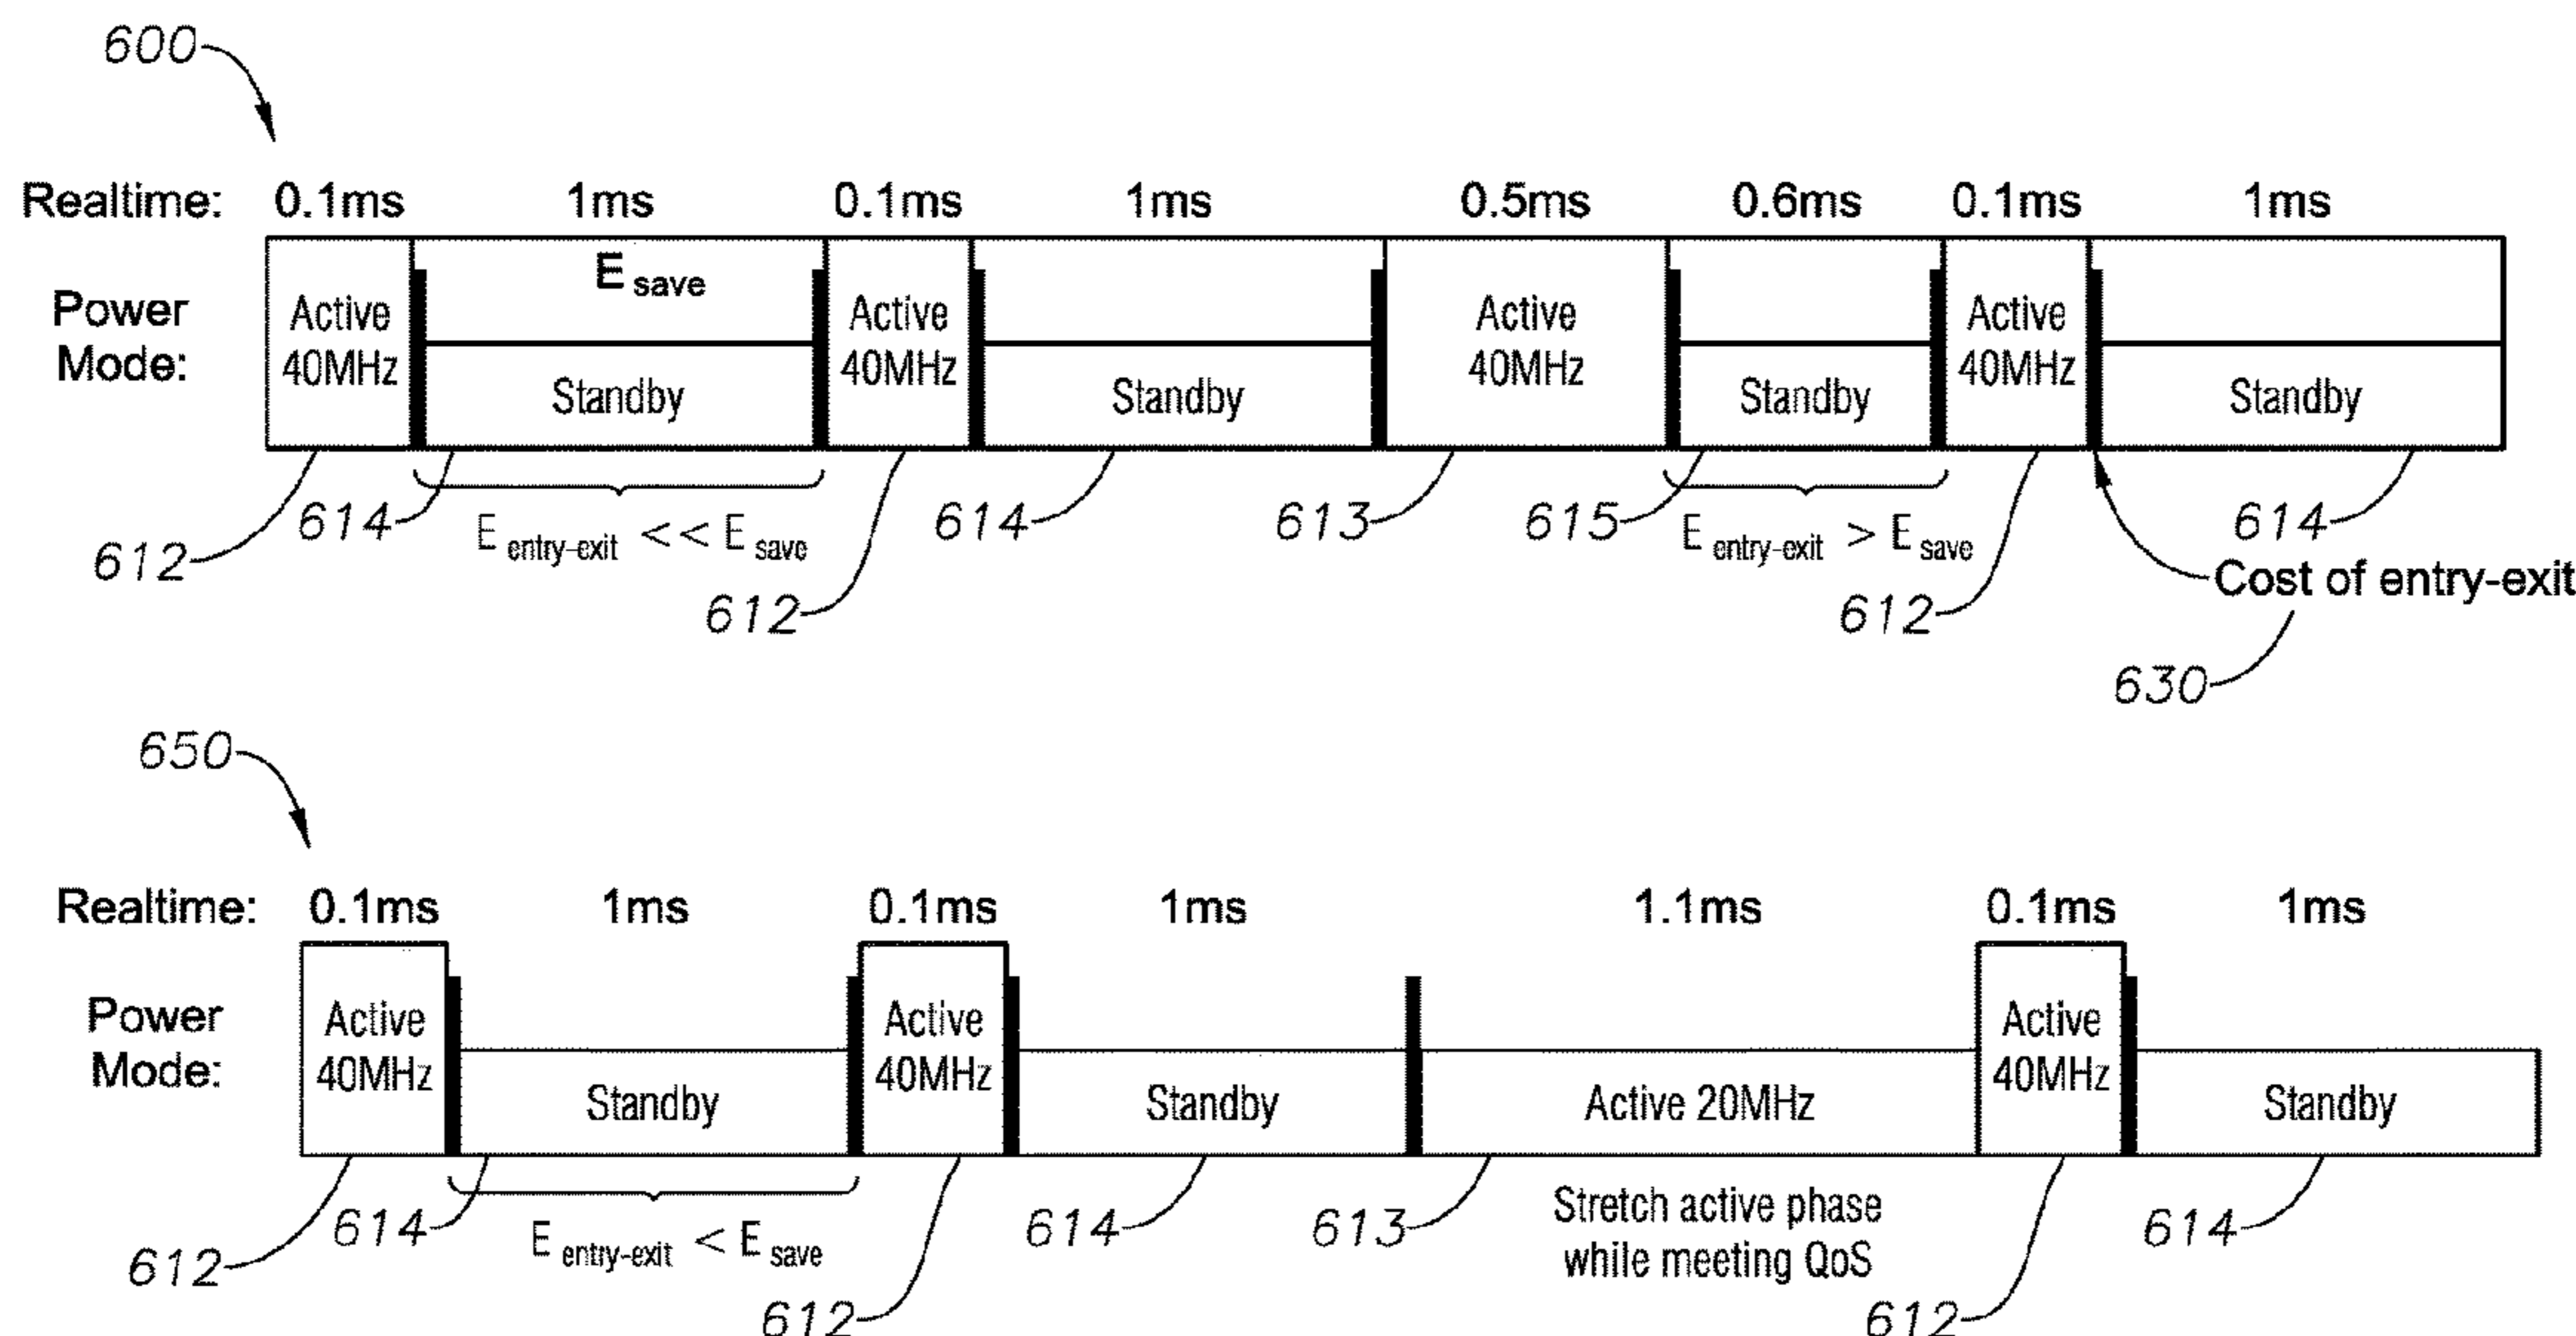 600
Realtime: 0.1ms 1ms 0.1ms 1ms 0.5ms 0.6ms 0.1ms 1ms
Power Mode:
Active 40MHz
E save
Standby
Active 40MHz
Standby
Active 40MHz
Standby
Active 40MHz
Standby
612
614
E entry-exit << E save
612
614
613
615
E entry-exit > E save
612
614
Cost of entry-exit
630
650
Realtime: 0.1ms 1ms 0.1ms 1ms 1.1ms 0.1ms 1ms
Power Mode:
Active 40MHz
Standby
Active 40MHz
Standby
Active 20MHz
Active 40MHz
Standby
612
614
E entry-exit < E save
612
614
613
Stretch active phase
while meeting QoS
612
614